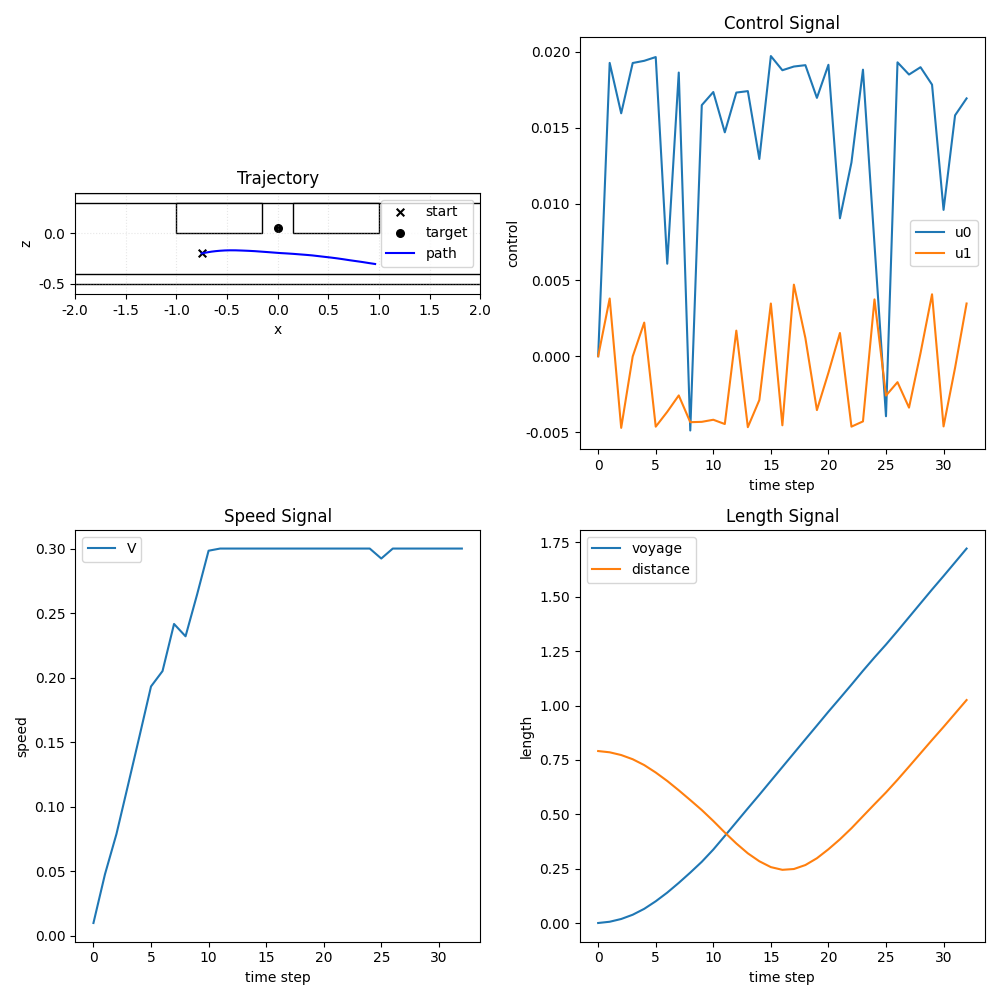 Trajectory
0.0
-0.5
z
-2.0 -1.5 -1.0 -0.5 0.0 0.5 1.0 1.5 2.0
x
start
target
path
Control Signal
0.020
0.015
0.010
0.005
0.000
-0.005
control
0 5 10 15 20 25 30
time step
u0
u1
Speed Signal
0.30
0.25
0.20
0.15
0.10
0.05
0.00
speed
0 5 10 15 20 25 30
time step
V
Length Signal
1.75
1.50
1.25
1.00
0.75
0.50
0.25
0.00
length
0 5 10 15 20 25 30
time step
voyage
distance